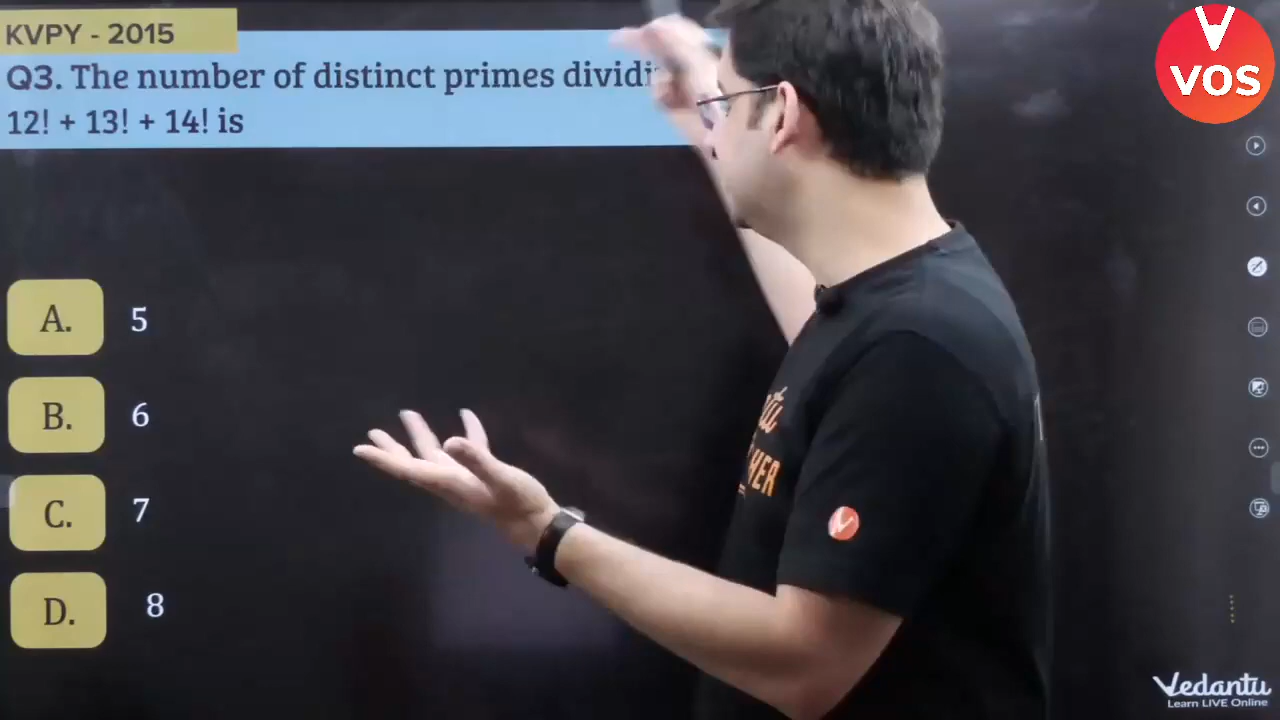 KVPY - 2015
VOS
Q3. The number of distinct primes
12! + 13! + 14! is
A. 5
B. 6
C. 7
D. 8
Vedantu
Learn LIVE Online